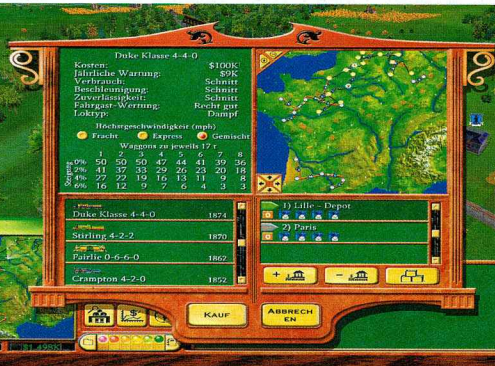 Duke Klasse 4-4-0
Kosten: $100K
Jährliche Wartung: $9K
Verbrauch: Schnitt
Beschleunigung: Schnitt
Zuverlässigkeit: Schnitt
Fahrgast-Wertung: Recht gut
Loktyp: Dampf
Höchstgeschwindigkeit (mph)
Fracht Express Gemischt
Waggons zu jeweils 17 t
1 2 3 4 5 6 7 8
Steigung
0% 50 50 50 47 44 41 39 36
2% 41 37 33 29 26 23 20 18
4% 27 22 19 16 13 11 9 8
6% 16 12 9 7 6 4 3 3
Duke Klasse 4-4-0 1874
Stirling 4-2-2 1870
Fairlie 0-6-6-0 1862
Crampton 4-2-0 1852
1) Lille - Depot
2) Paris
+ -
KAUF
ABBRECH
EN